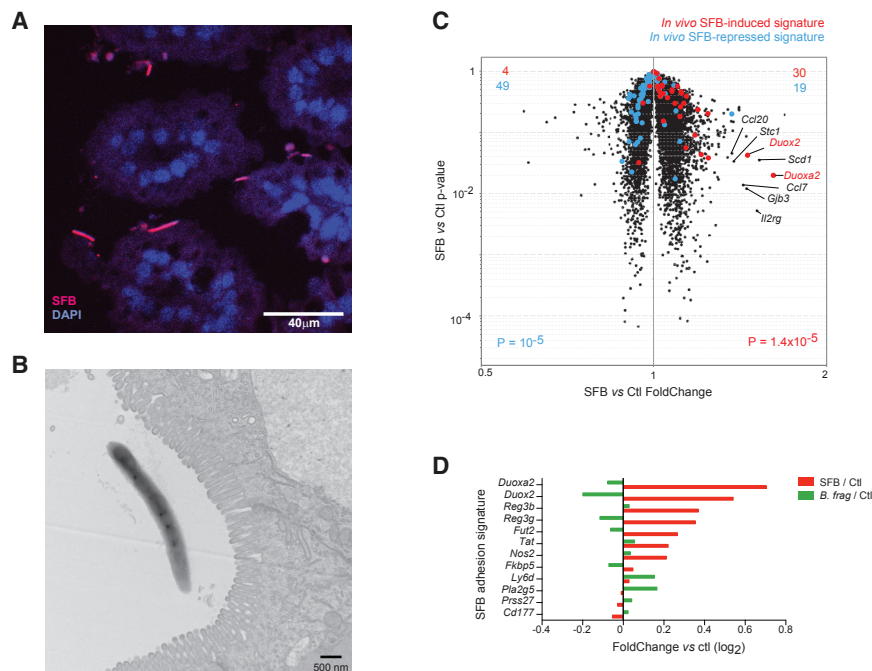 A
SFB
DAPI
40μm
B
500 nm
C
In vivo SFB-induced signature
In vivo SFB-repressed signature
4
49
30
19
1
10-2
10-4
SFB vs Ctl p-value
Ccl20
Stc1
Duox2
Scd1
Duoxa2
Ccl7
Gjb3
Il2rg
P = 10-5
P = 1.4x10-5
0.5
1
2
SFB vs Ctl FoldChange
D
SFB / Ctl
B. frag / Ctl
SFB adhesion signature
Duoxa2
Duox2
Reg3b
Reg3g
Fut2
Tat
Nos2
Fkbp5
Ly6d
Pla2g5
Prss27
Cd177
-0.4
-0.2
0
0.2
0.4
0.6
0.8
FoldChange vs ctl (log2)